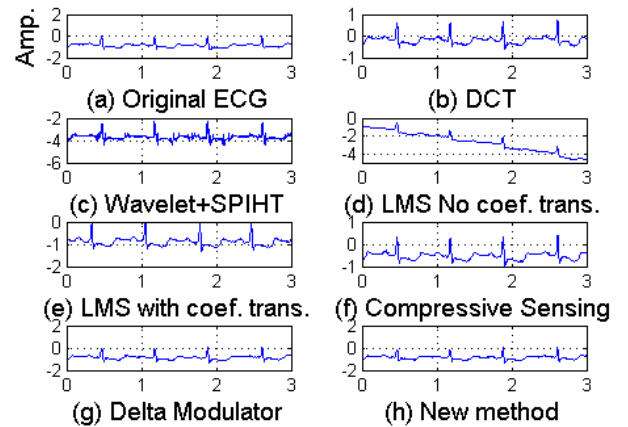 Amp.
2
0
-2
0 1 2 3
(a) Original ECG
1
0
-1
0 1 2 3
(b) DCT
-2
-4
-6
0 1 2 3
(c) Wavelet+SPIHT
0
-2
-4
0 1 2 3
(d) LMS No coef. trans.
0
-1
-2
0 1 2 3
(e) LMS with coef. trans.
1
0
-1
0 1 2 3
(f) Compressive Sensing
2
0
-2
0 1 2 3
(g) Delta Modulator
2
0
-2
0 1 2 3
(h) New method